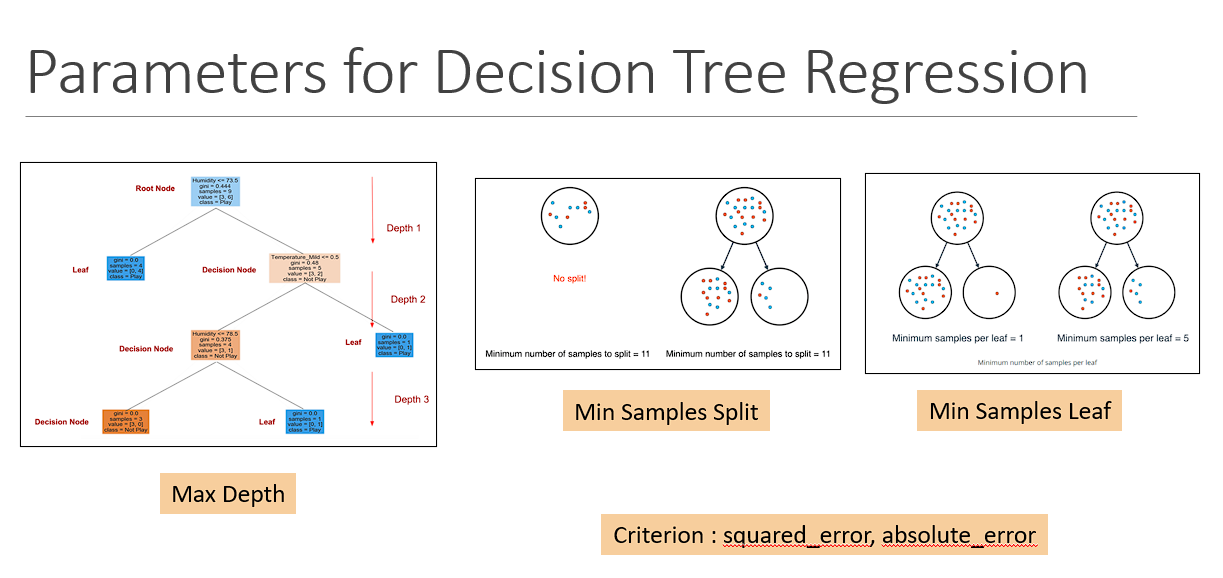 Parameters for Decision Tree Regression
Root Node
Humidity <= 73.5
gini = 0.444
samples = 9
value = [3, 6]
class = Play
Depth 1
Leaf
gini = 0.0
samples = 4
value = [0, 4]
class = Play
Decision Node
Temperature_Mild <= 0.5
gini = 0.48
samples = 5
value = [3, 2]
class = Not Play
Depth 2
Decision Node
Humidity <= 78.5
gini = 0.375
samples = 4
value = [3, 1]
class = Not Play
Leaf
gini = 0.0
samples = 1
value = [0, 1]
class = Play
Depth 3
Decision Node
gini = 0.0
samples = 3
value = [3, 0]
class = Not Play
Leaf
gini = 0.0
samples = 1
value = [0, 1]
class = Play
Max Depth
No split!
Minimum number of samples to split = 11
Minimum number of samples to split = 11
Min Samples Split
Minimum samples per leaf = 1
Minimum samples per leaf = 5
Minimum number of samples per leaf
Min Samples Leaf
Criterion : squared_error, absolute_error